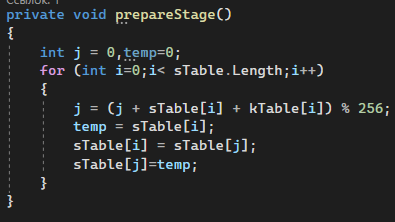 Ссылок: 1
private void prepareStage()
{
int j = 0,temp=0;
for (int i=0;i< sTable.Length;i++)
{
j = (j + sTable[i] + kTable[i]) % 256;
temp = sTable[i];
sTable[i] = sTable[j];
sTable[j]=temp;
}
}